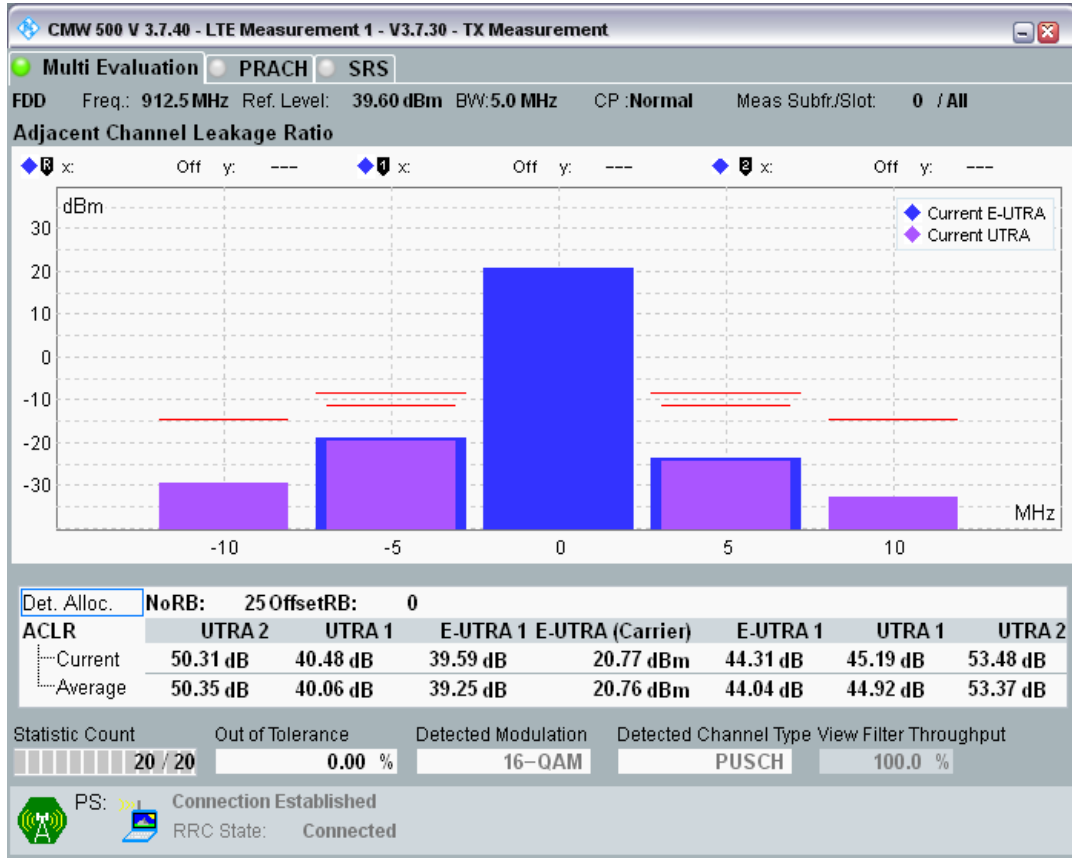 CMW 500 V 3.7.40 - LTE Measurement 1 - V3.7.30 - TX Measurement
Multi Evaluation PRACH SRS
FDD Freq.: 912.5 MHz Ref. Level: 39.60 dBm BW: 5.0 MHz CP :Normal Meas Subfr./Slot: 0 / All
Adjacent Channel Leakage Ratio
R x: Off y: --- 1 x: Off y: --- 2 x: Off y: ---
dBm
Current E-UTRA
Current UTRA
30
20
10
0
-10
-20
-30
MHz
-10 -5 0 5 10
Det. Alloc. NoRB: 25 OffsetRB: 0
ACLR UTRA 2 UTRA 1 E-UTRA 1 E-UTRA (Carrier) E-UTRA 1 UTRA 1 UTRA 2
Current 50.31 dB 40.48 dB 39.59 dB 20.77 dBm 44.31 dB 45.19 dB 53.48 dB
Average 50.35 dB 40.06 dB 39.25 dB 20.76 dBm 44.04 dB 44.92 dB 53.37 dB
Statistic Count Out of Tolerance Detected Modulation Detected Channel Type View Filter Throughput
20 / 20 0.00 % 16-QAM PUSCH 100.0 %
PS: Connection Established
RRC State: Connected